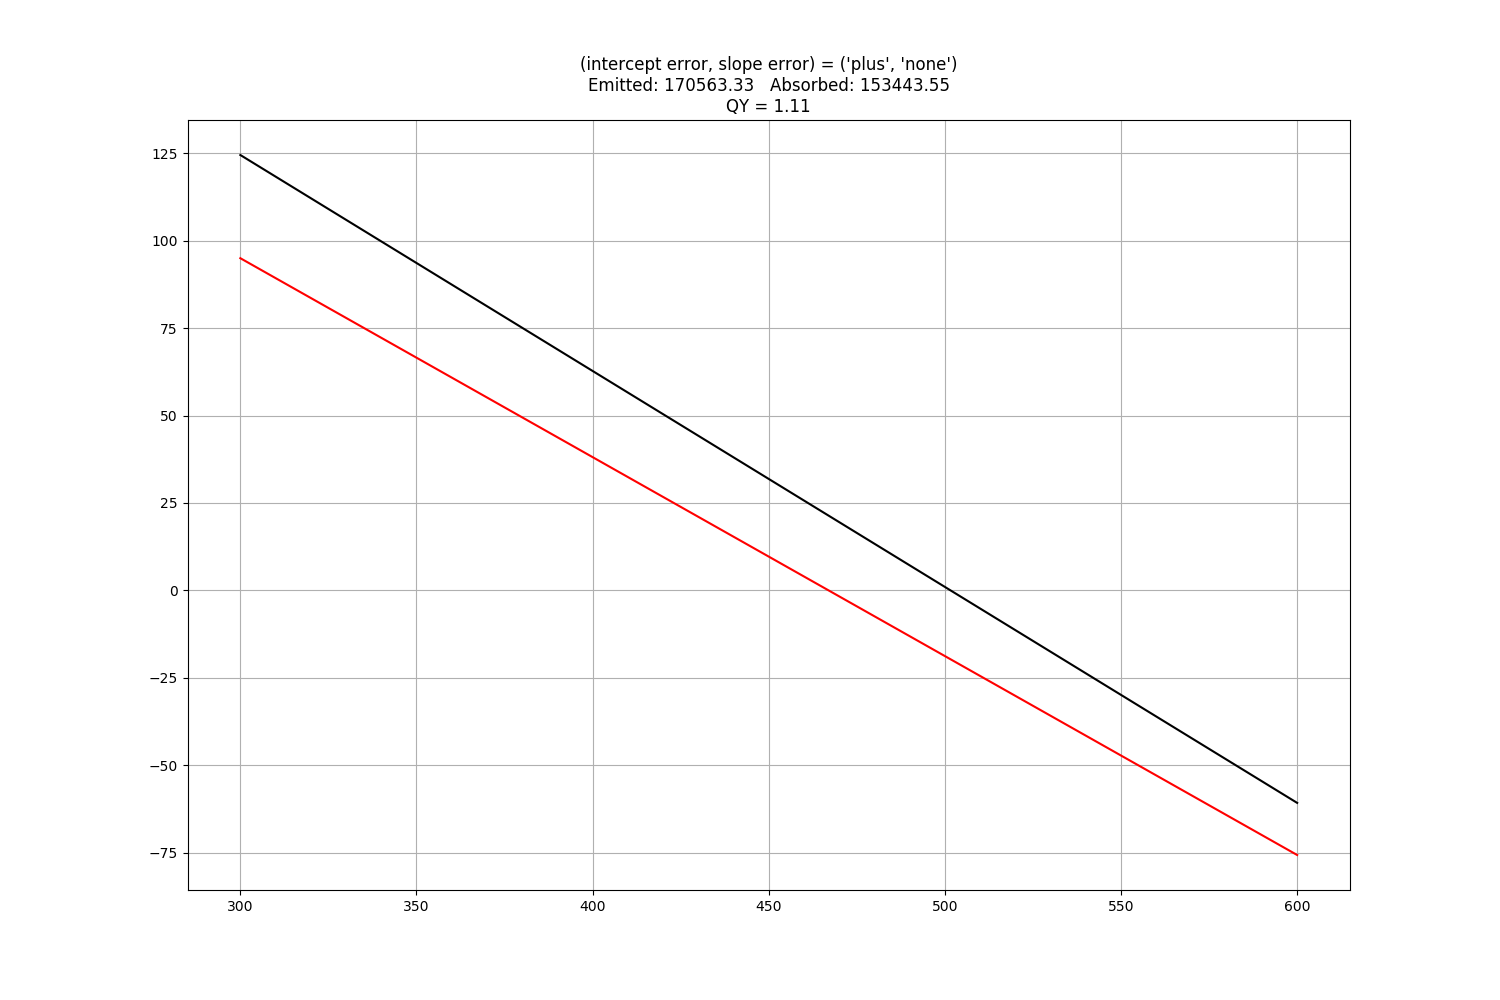 (intercept error, slope error) = ('plus', 'none')
Emitted: 170563.33   Absorbed: 153443.55
QY = 1.11
125
100
75
50
25
0
−25
−50
−75
300 350 400 450 500 550 600